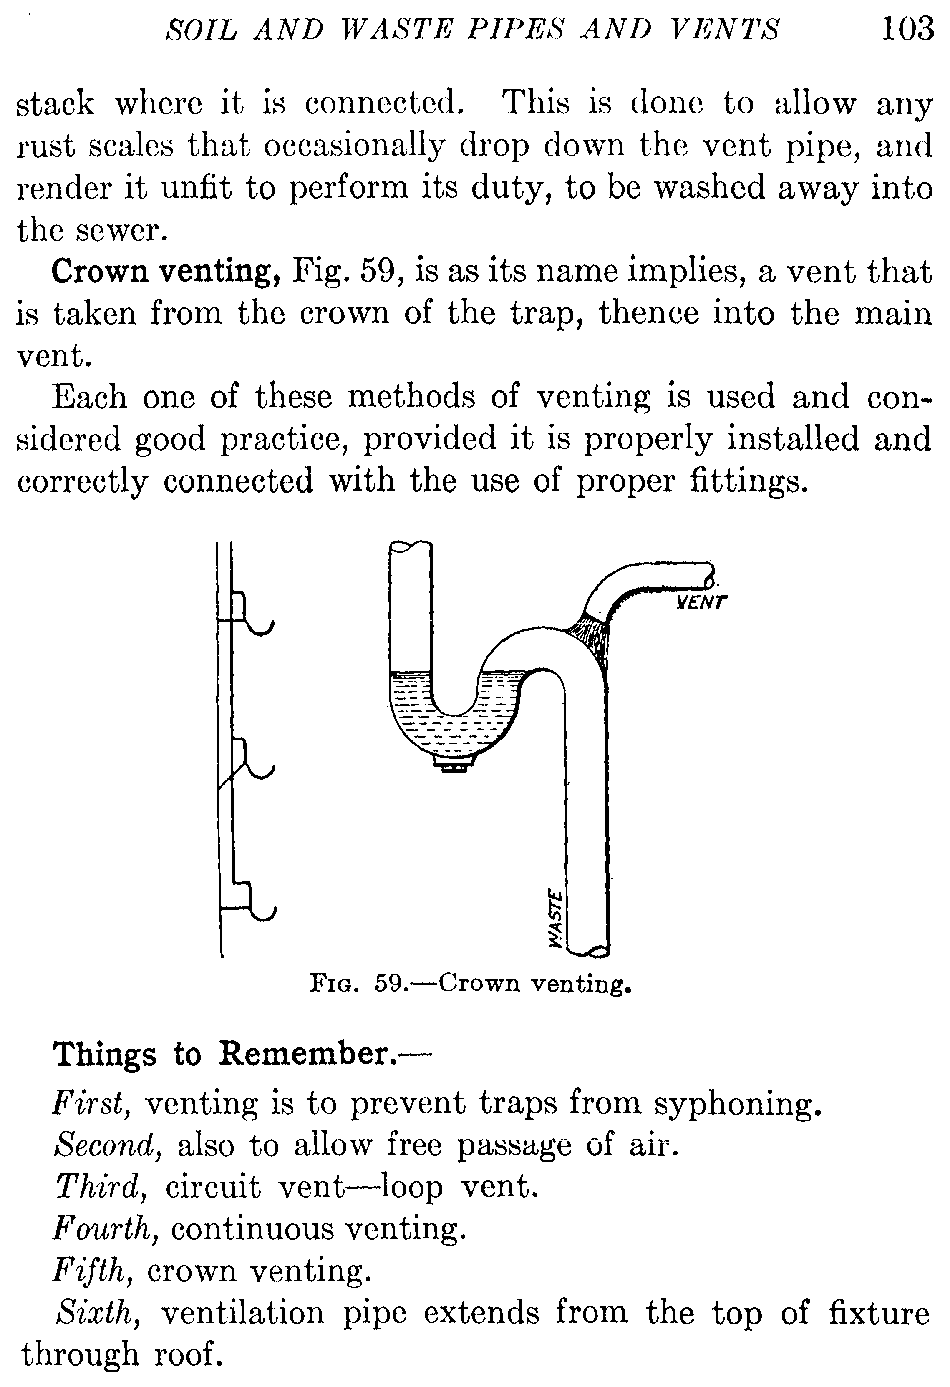 SOIL AND WASTE PIPES AND VENTS 103
stack where it is connected. This is done to allow any
rust scales that occasionally drop down the vent pipe, and
render it unfit to perform its duty, to be washed away into
the sewer.
Crown venting, Fig. 59, is as its name implies, a vent that
is taken from the crown of the trap, thence into the main
vent.
Each one of these methods of venting is used and con-
sidered good practice, provided it is properly installed and
correctly connected with the use of proper fittings.
VENT
WASTE
FIG. 59.—Crown venting.
Things to Remember.—
First, venting is to prevent traps from syphoning.
Second, also to allow free passage of air.
Third, circuit vent—loop vent.
Fourth, continuous venting.
Fifth, crown venting.
Sixth, ventilation pipe extends from the top of fixture
through roof.